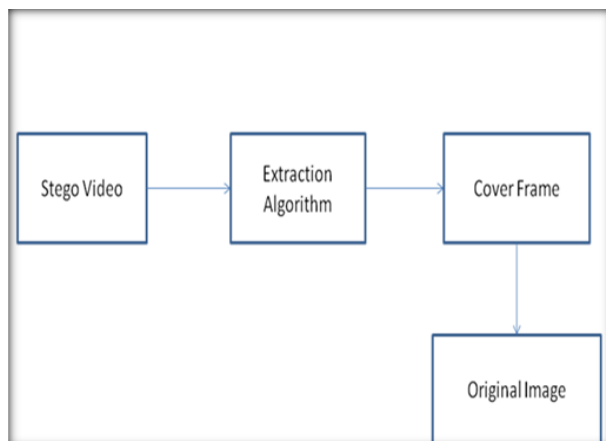 Stego Video
Extraction
Algorithm
Cover Frame
Original Image